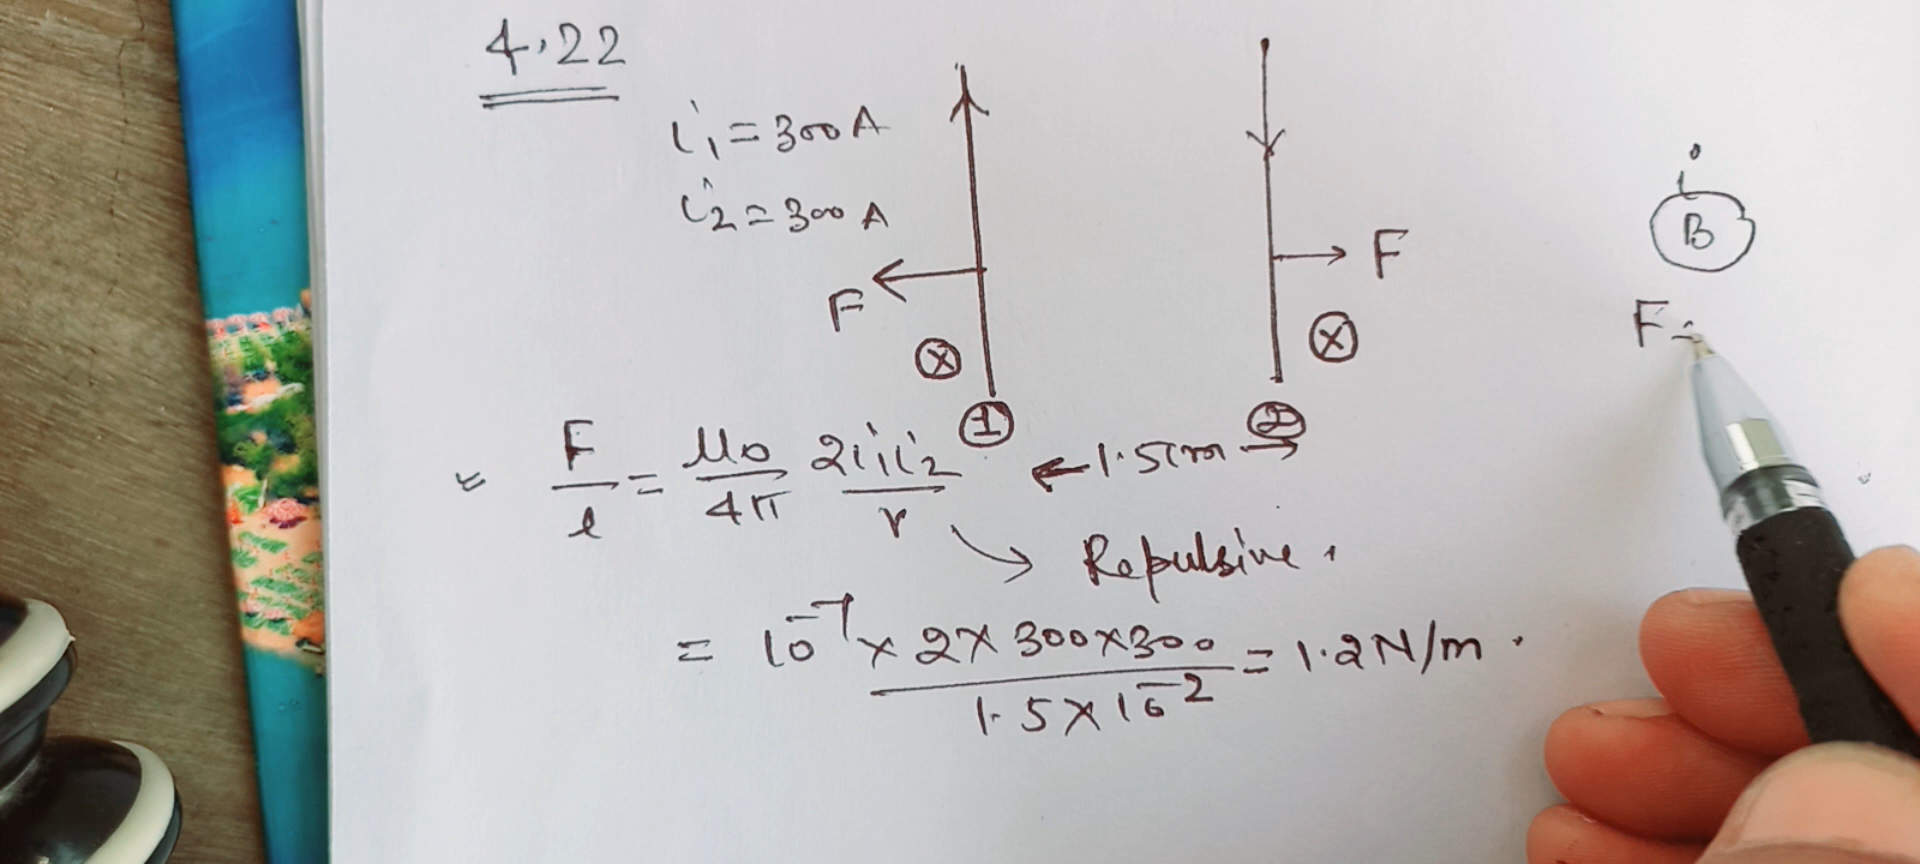 4.22
i₁ = 300 A
i₂ = 300 A
F
F
ⓧ
ⓧ
① 
②
i
B
F =
F/l = μ₀/4π 2i₁i₂/r
← 1.5cm →
→ Repulsive.
= 10⁻⁷ × 2 × 300×300 / 1.5×10⁻² = 1.2 N/m.